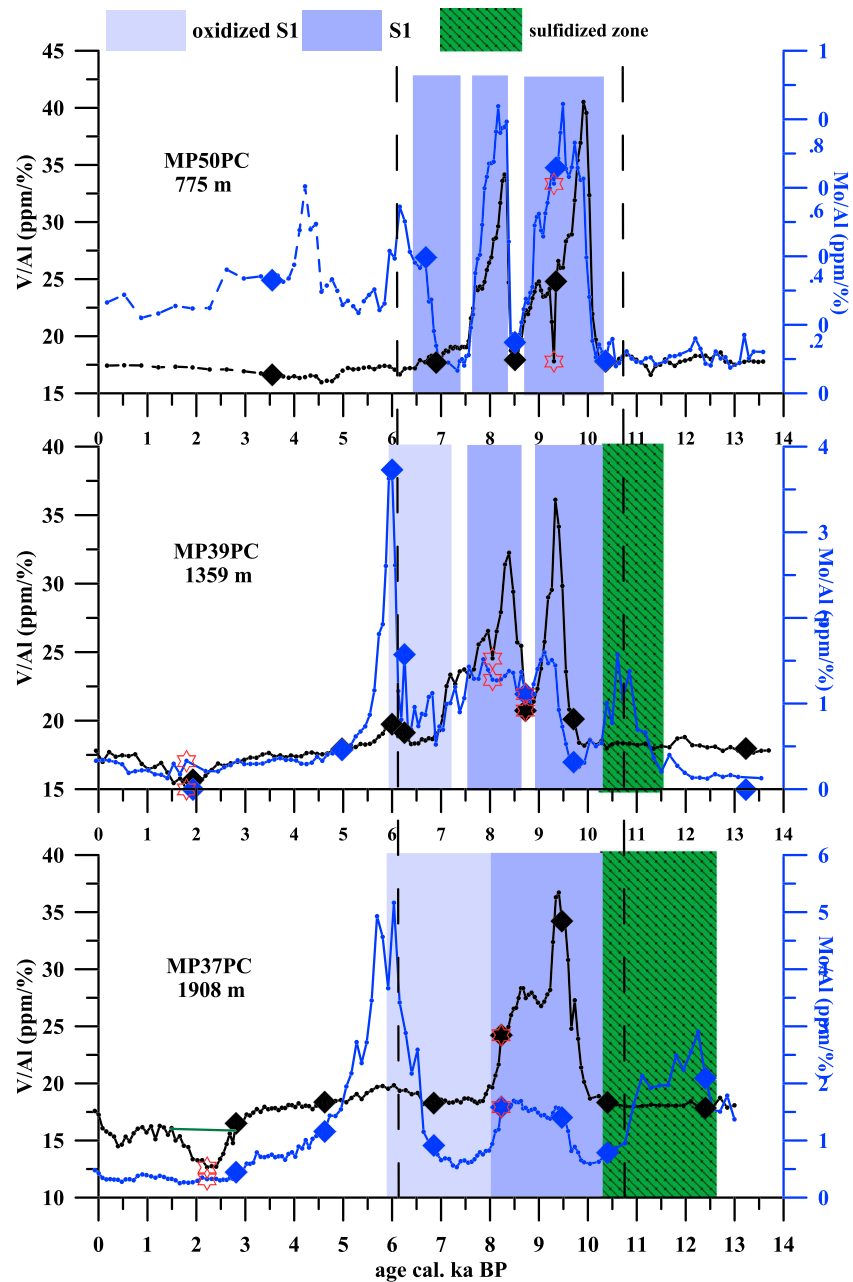 oxidized S1 S1 sulfidized zone
45 1
40 0
MP50PC .8
775 m
35
V/Al (ppm/%) 0 Mo/Al (ppm/%)
30 .6
25 0
.4
20 0
.2
15 0
0 1 2 3 4 5 6 7 8 9 10 11 12 13 14
40 4
35
MP39PC 3
1359 m
30
V/Al (ppm/%) 2 Mo/Al (ppm/%)
25
20 1
15 0
0 1 2 3 4 5 6 7 8 9 10 11 12 13 14
40 6
35 5
MP37PC
1908 m
30 4
V/Al (ppm/%) Mo/Al (ppm/%)
25 3
20 2
15 1
10 0
0 1 2 3 4 5 6 7 8 9 10 11 12 13 14
age cal. ka BP